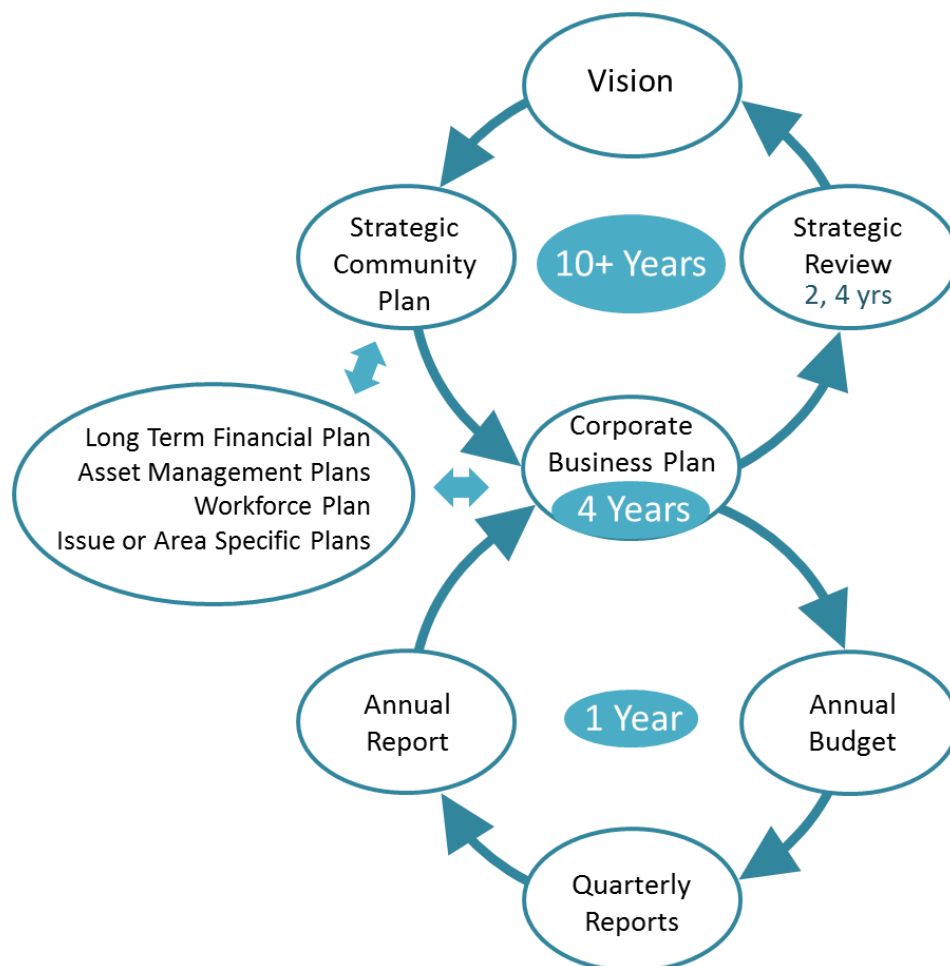 Vision
Strategic
Community
Plan
10+ Years
Strategic
Review
2, 4 yrs
Long Term Financial Plan
Asset Management Plans
Workforce Plan
Issue or Area Specific Plans
Corporate
Business Plan
4 Years
Annual
Report
1 Year
Annual
Budget
Quarterly
Reports